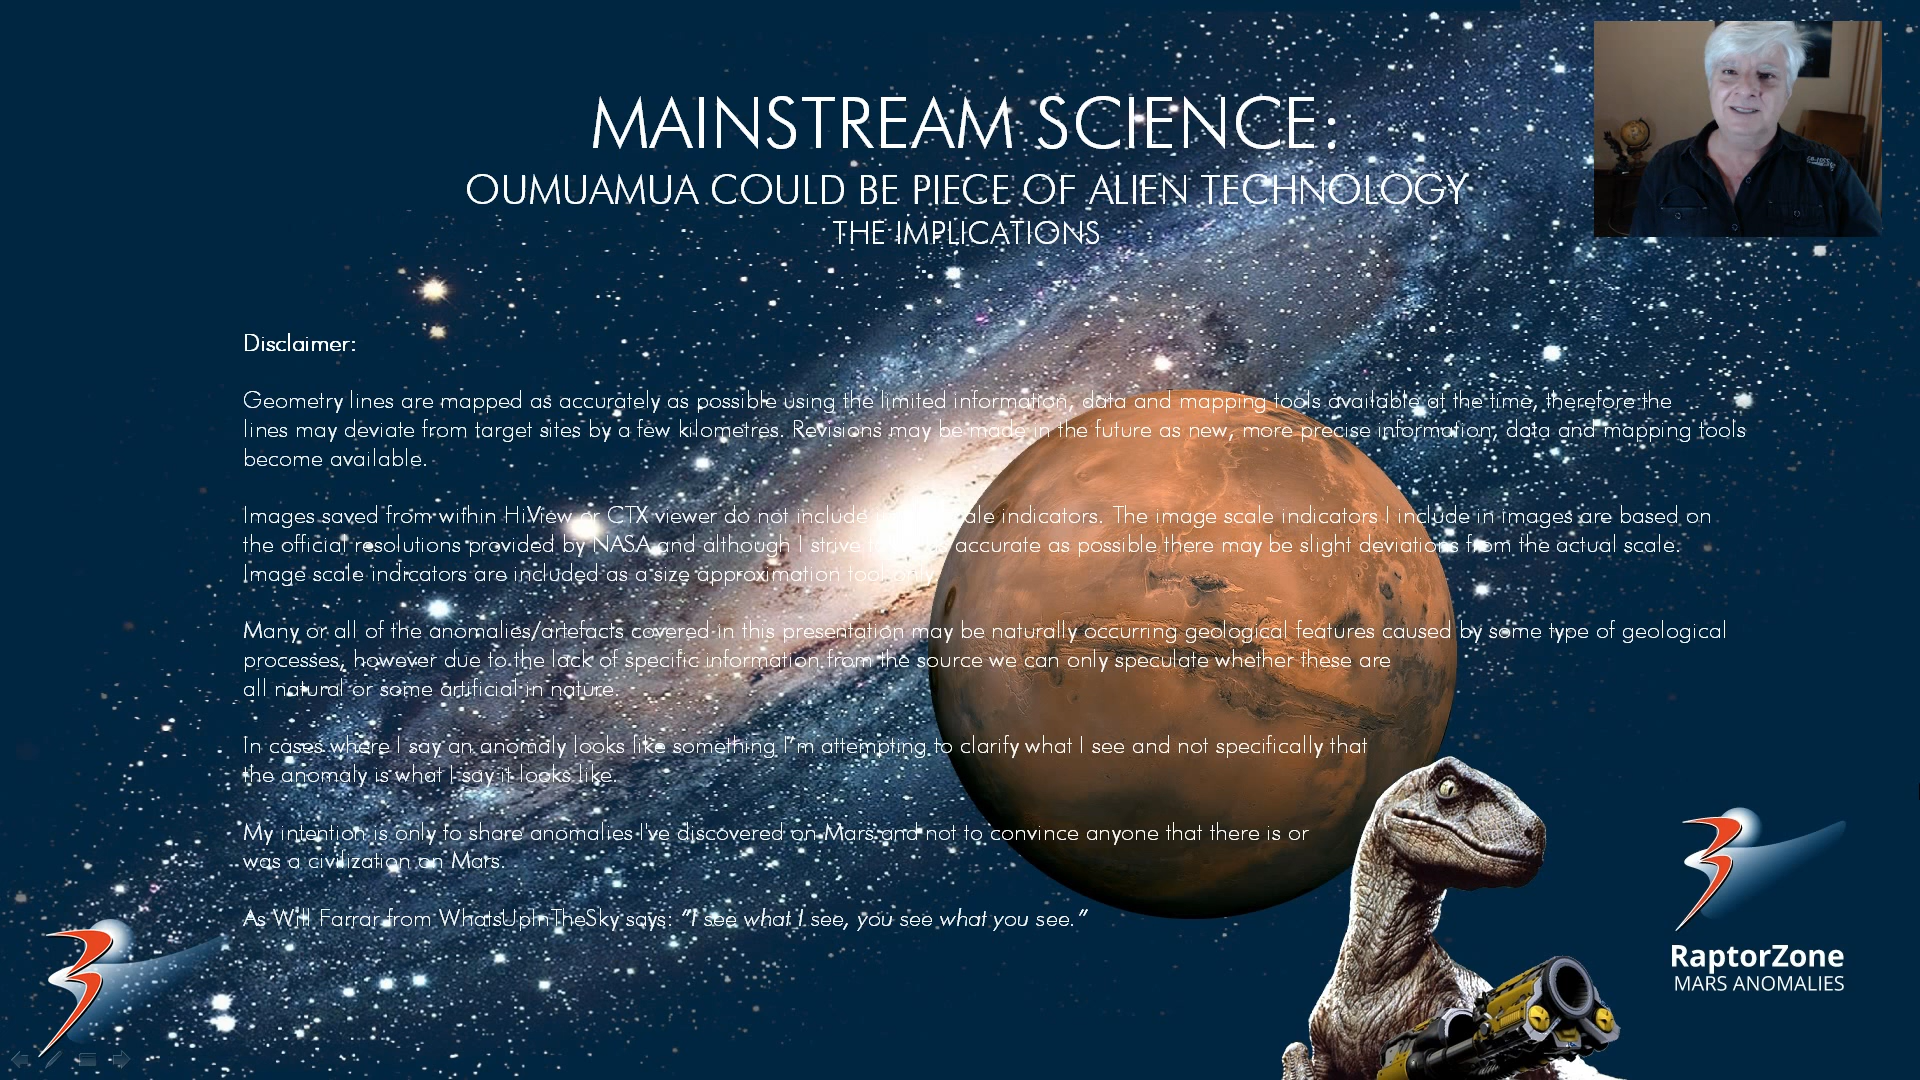 MAINSTREAM SCIENCE:
OUMUAMUA COULD BE PIECE OF ALIEN TECHNOLOGY
THE IMPLICATIONS
Disclaimer:
Geometry lines are mapped as accurately as possible using the limited information, data and mapping tools available at the time, therefore the
lines may deviate from target sites by a few kilometres. Revisions may be made in the future as new, more precise information, data and mapping tools
become available.
Images saved from within HiView or CTX viewer do not include scale indicators. The image scale indicators I include in images are based on
the official resolutions provided by NASA and although I strive accurate as possible there may be slight deviations from the actual scale.
Image scale indicators are included as a size approximation tool only.
Many or all of the anomalies/artefacts covered in this presentation may be naturally occurring geological features caused by some type of geological
processes, however due to the lack of specific information from the source we can only speculate whether these are
all natural or some artificial in nature.
In cases where I say an anomaly looks like something I'm attempting to clarify what I see and not specifically that
the anomaly is what I say it looks like.
My intention is only to share anomalies I've discovered on Mars and not to convince anyone that there is or
was a civilization on Mars.
As Will Farrar from WhatsUpInTheSky says: "I see what I see, you see what you see."
RaptorZone
MARS ANOMALIES